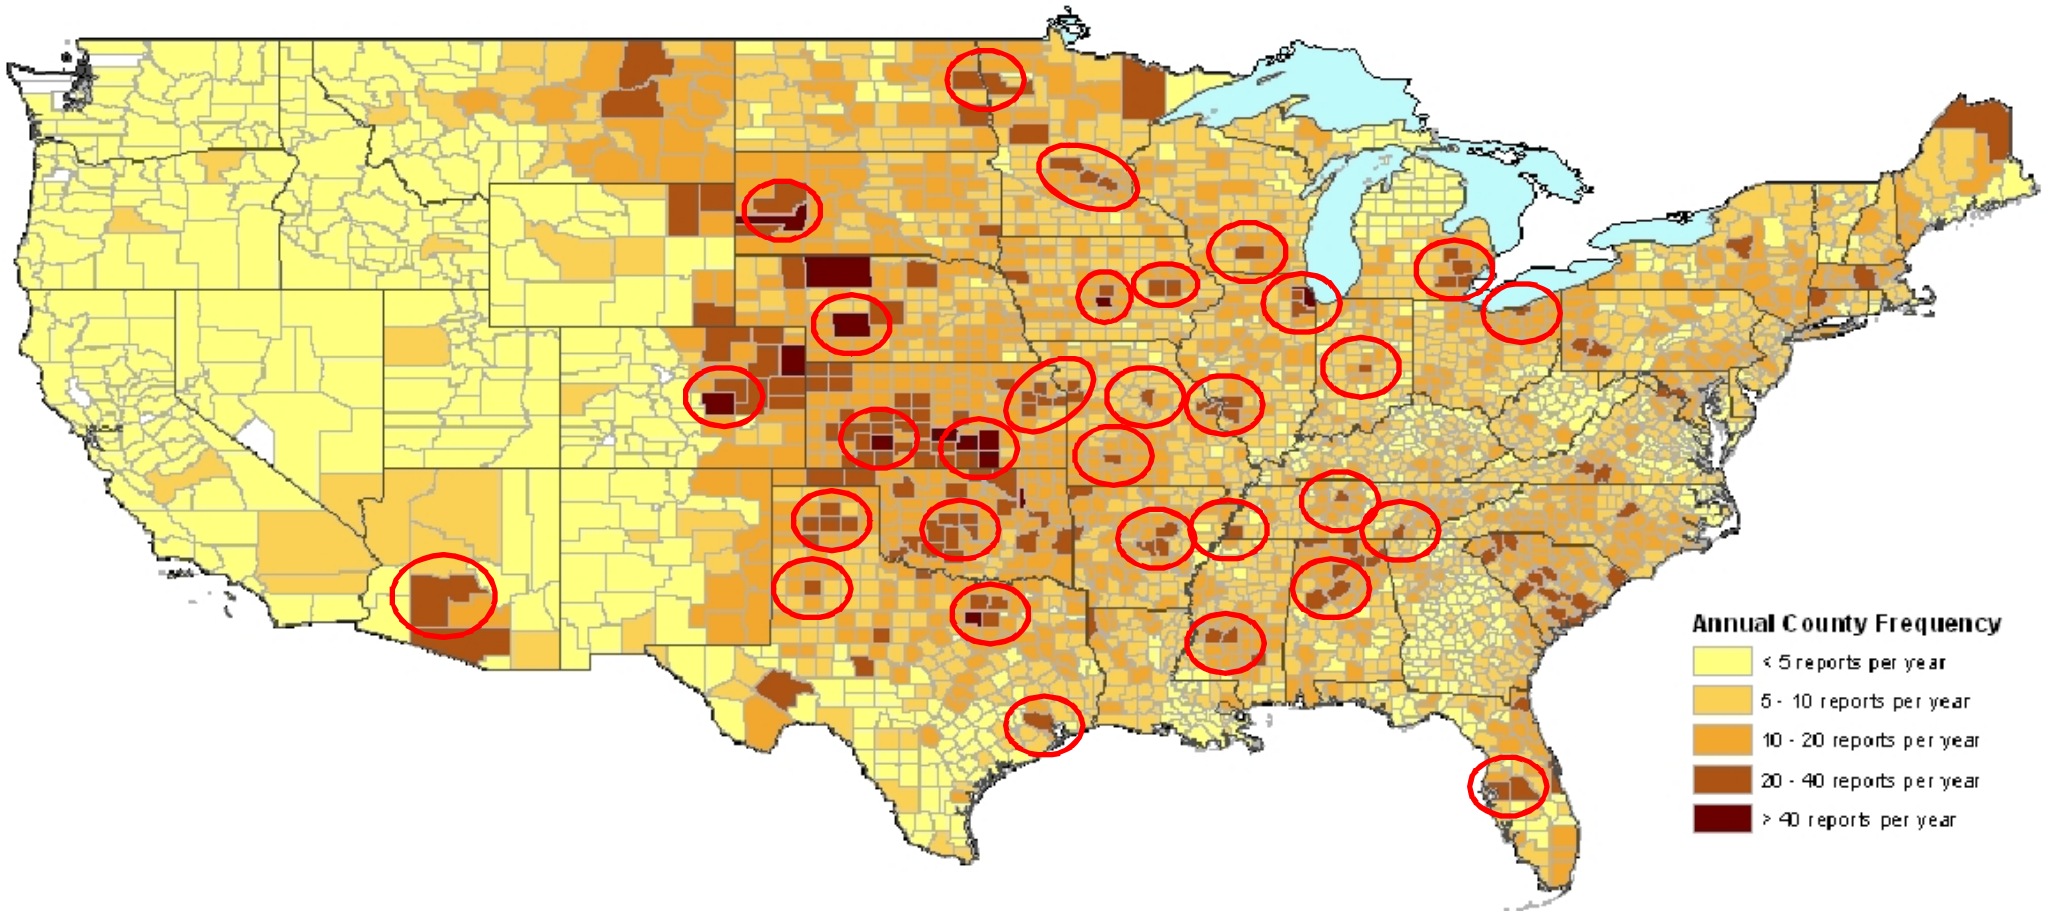 Annual County Frequency
< 5 reports per year
5 - 10 reports per year
10 - 20 reports per year
20 - 40 reports per year
> 40 reports per year